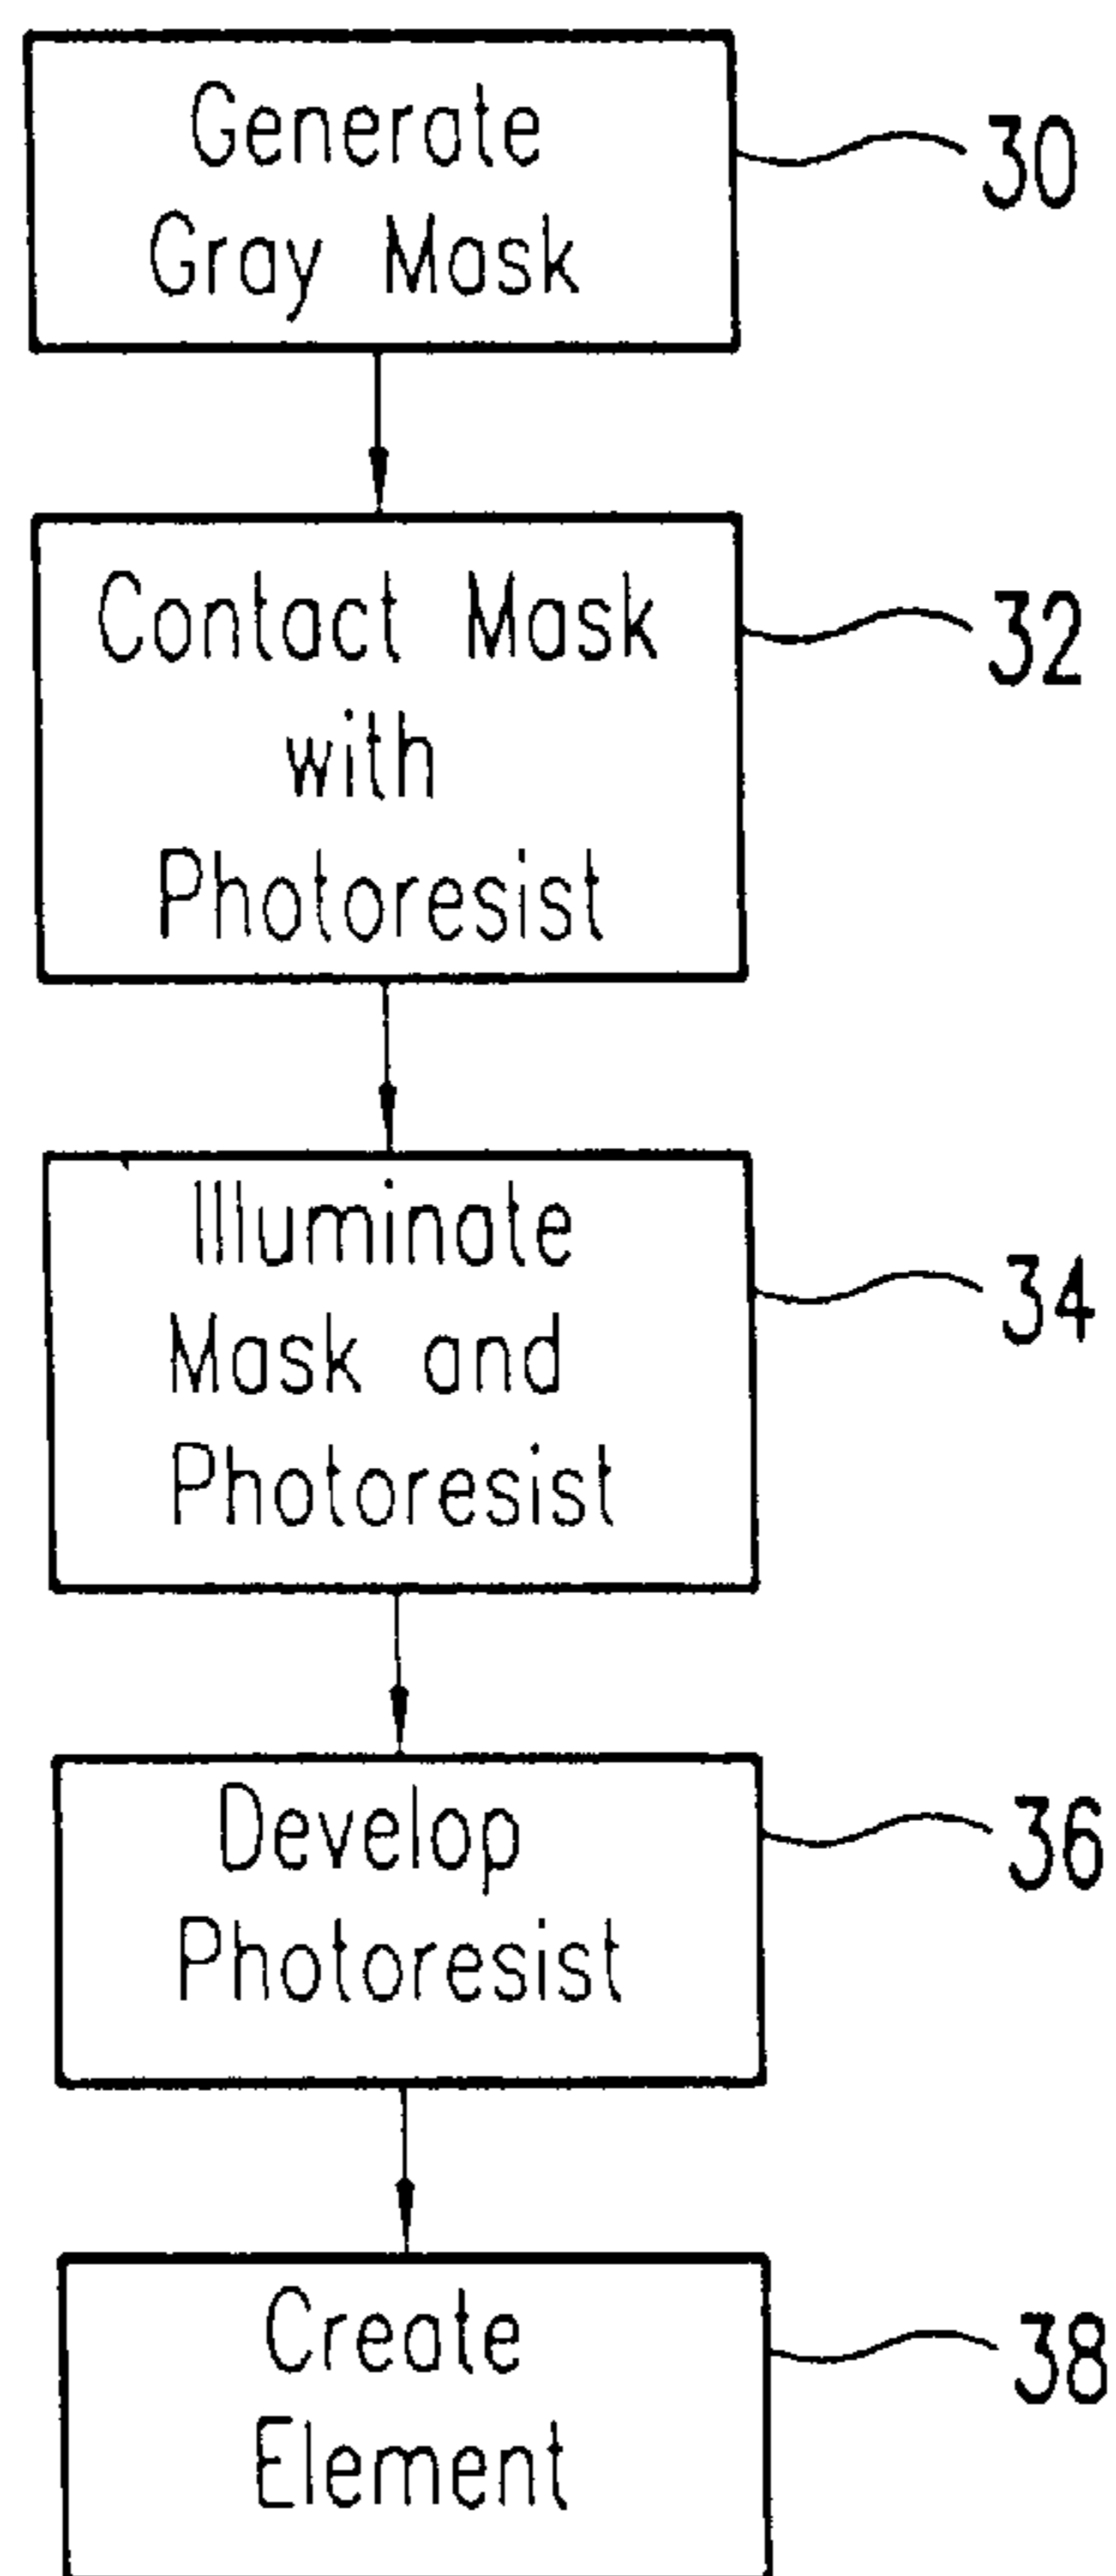 Generate
Gray Mask
30
Contact Mask
with
Photoresist
32
Illuminate
Mask and
Photoresist
34
Develop
Photoresist
36
Create
Element
38